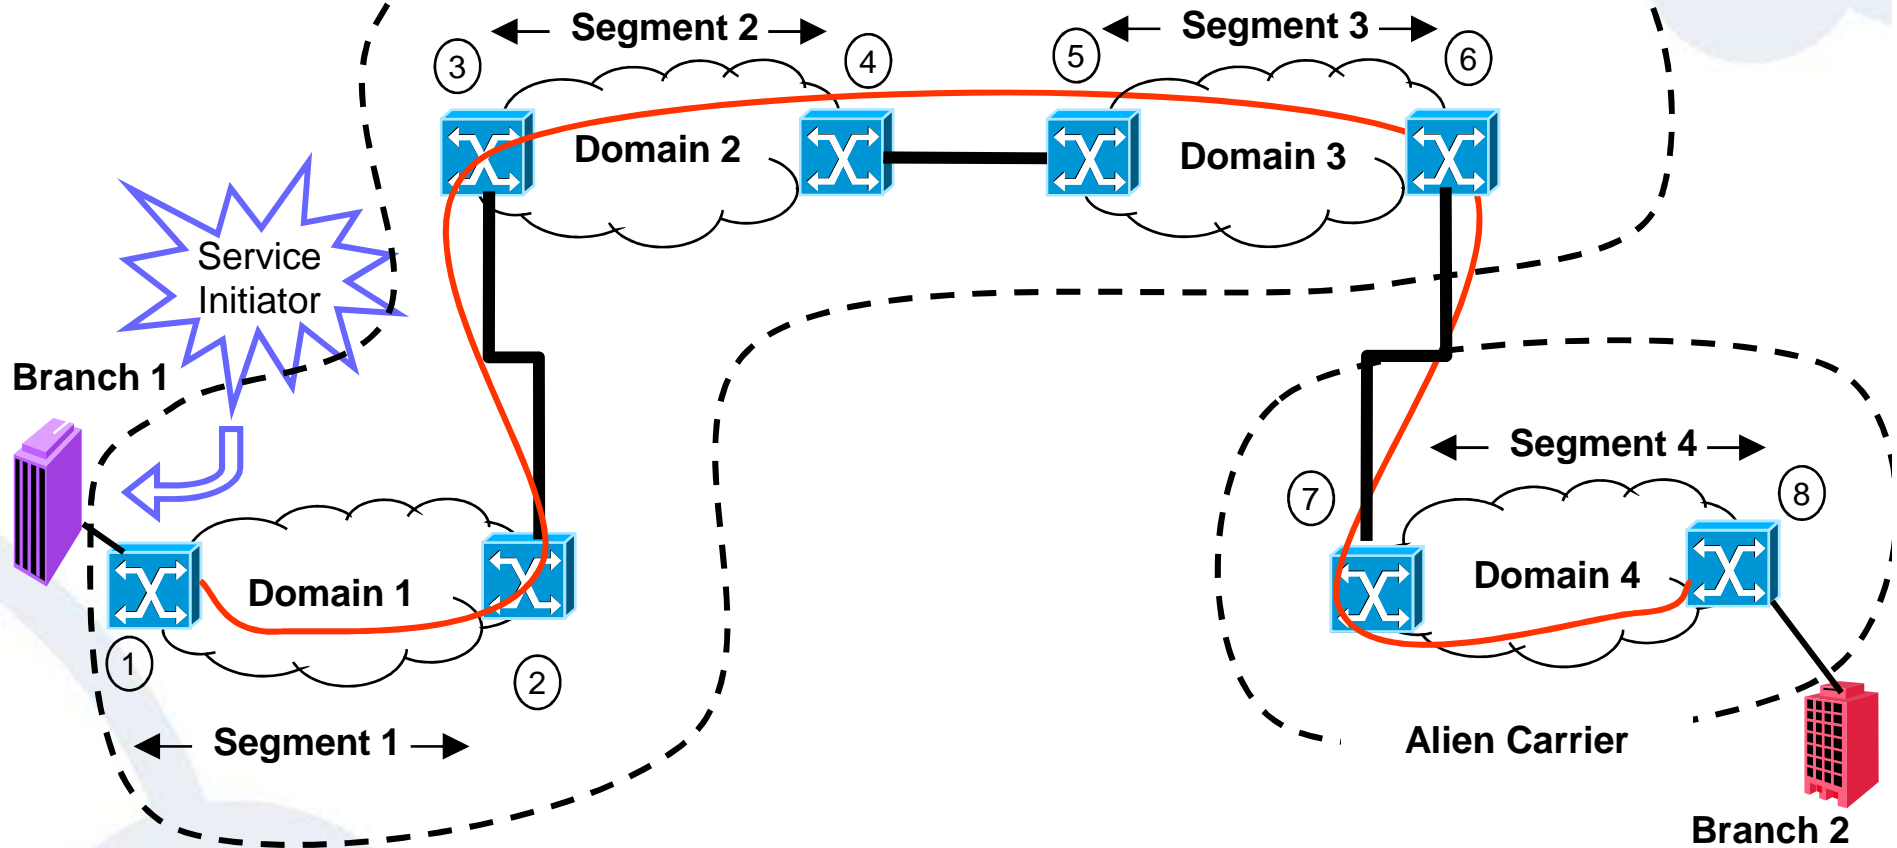 Segment 2
Segment 3
3
4
5
6
Domain 2
Domain 3
Service
Initiator
Branch 1
Segment 4
7
8
Domain 1
Domain 4
1
2
Segment 1
Alien Carrier
Branch 2